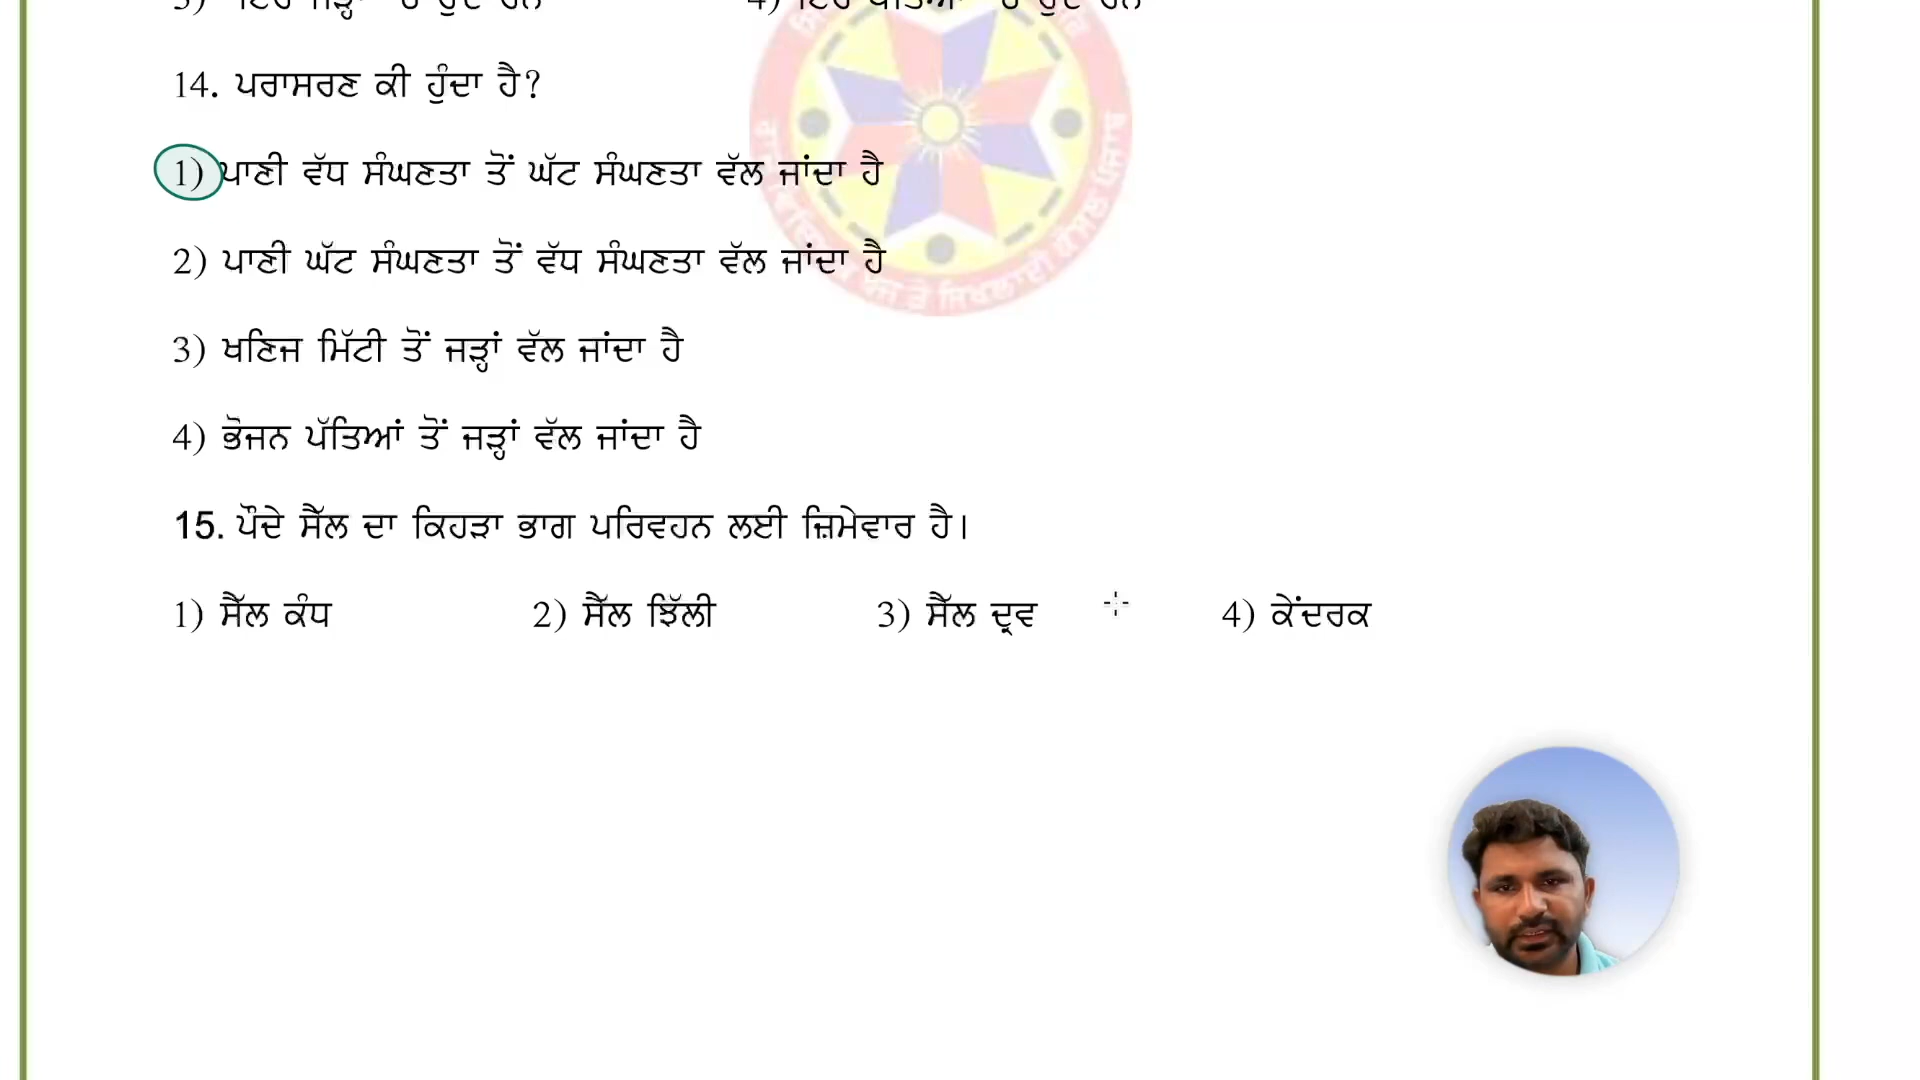 14. ਪਰਾਸਰਣ ਕੀ ਹੁੰਦਾ ਹੈ?
1) ਪਾਣੀ ਵੱਧ ਸੰਘਣਤਾ ਤੋਂ ਘੱਟ ਸੰਘਣਤਾ ਵੱਲ ਜਾਂਦਾ ਹੈ
2) ਪਾਣੀ ਘੱਟ ਸੰਘਣਤਾ ਤੋਂ ਵੱਧ ਸੰਘਣਤਾ ਵੱਲ ਜਾਂਦਾ ਹੈ
3) ਖਣਿਜ ਮਿੱਟੀ ਤੋਂ ਜੜ੍ਹਾਂ ਵੱਲ ਜਾਂਦਾ ਹੈ
4) ਭੋਜਨ ਪੱਤਿਆਂ ਤੋਂ ਜੜ੍ਹਾਂ ਵੱਲ ਜਾਂਦਾ ਹੈ
15. ਪੌਦੇ ਸੈੱਲ ਦਾ ਕਿਹੜਾ ਭਾਗ ਪਰਿਵਹਨ ਲਈ ਜ਼ਿਮੇਵਾਰ ਹੈ।
1) ਸੈੱਲ ਕੰਧ 2) ਸੈੱਲ ਝਿੱਲੀ 3) ਸੈੱਲ ਦ੍ਰਵ 4) ਕੇਂਦਰਕ